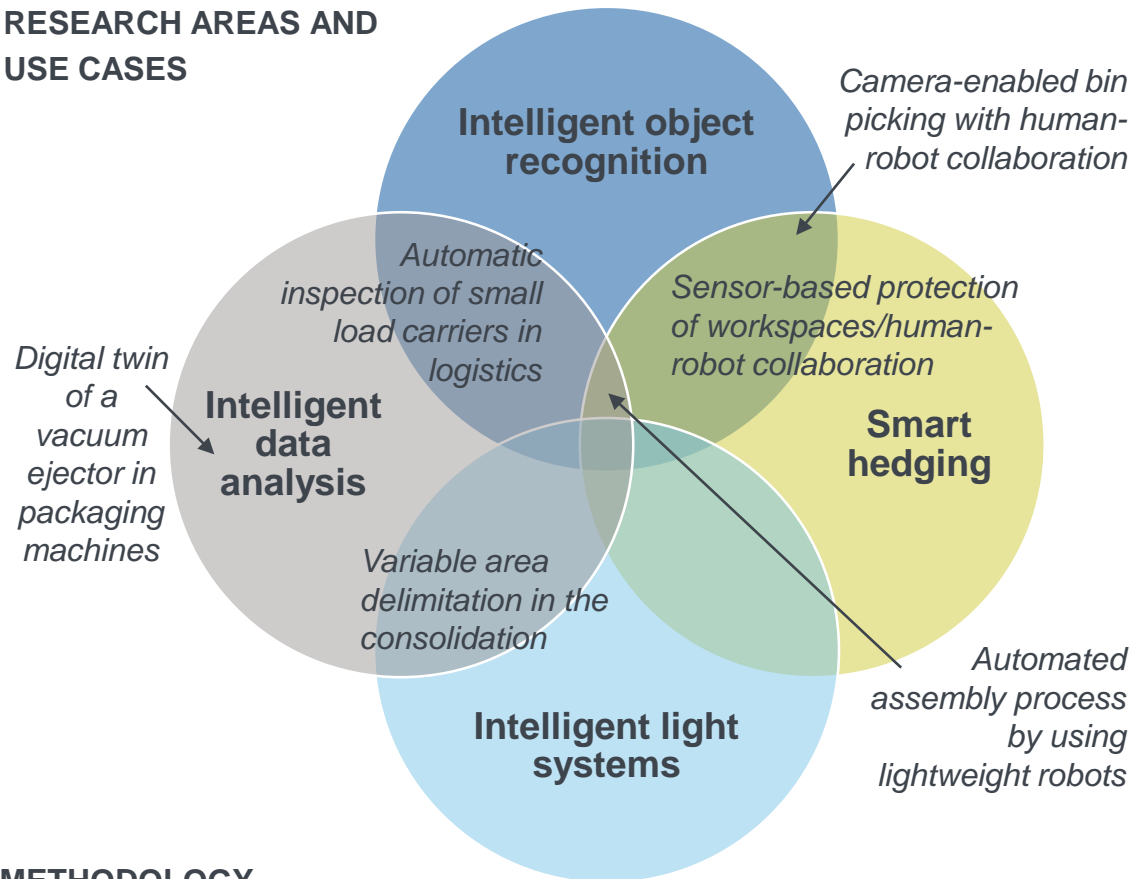 RESEARCH AREAS AND
USE CASES
Intelligent object
recognition
Camera-enabled bin
picking with human-
robot collaboration
Automatic
inspection of small
load carriers in
logistics
Sensor-based protection
of workspaces/human-
robot collaboration
Digital twin
of a
vacuum
ejector in
packaging
machines
Intelligent
data
analysis
Smart
hedging
Variable area
delimitation in the
consolidation
Automated
assembly process
by using
lightweight robots
Intelligent light
systems
METHODOLOGY